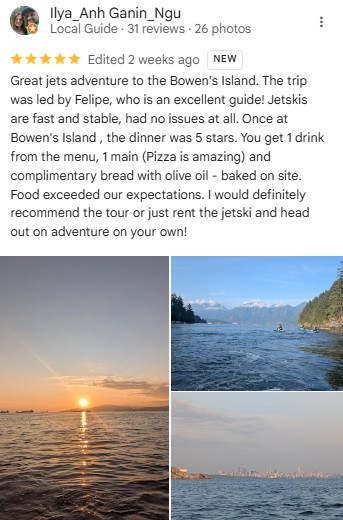 Ilya_Anh Ganin_Ngu
Local Guide · 31 reviews · 26 photos
Edited 2 weeks ago NEW
Great jets adventure to the Bowen's Island. The trip
was led by Felipe, who is an excellent guide! Jetskis
are fast and stable, had no issues at all. Once at
Bowen's Island , the dinner was 5 stars. You get 1 drink
from the menu, 1 main (Pizza is amazing) and
complimentary bread with olive oil - baked on site.
Food exceeded our expectations. I would definitely
recommend the tour or just rent the jetski and head
out on adventure on your own!